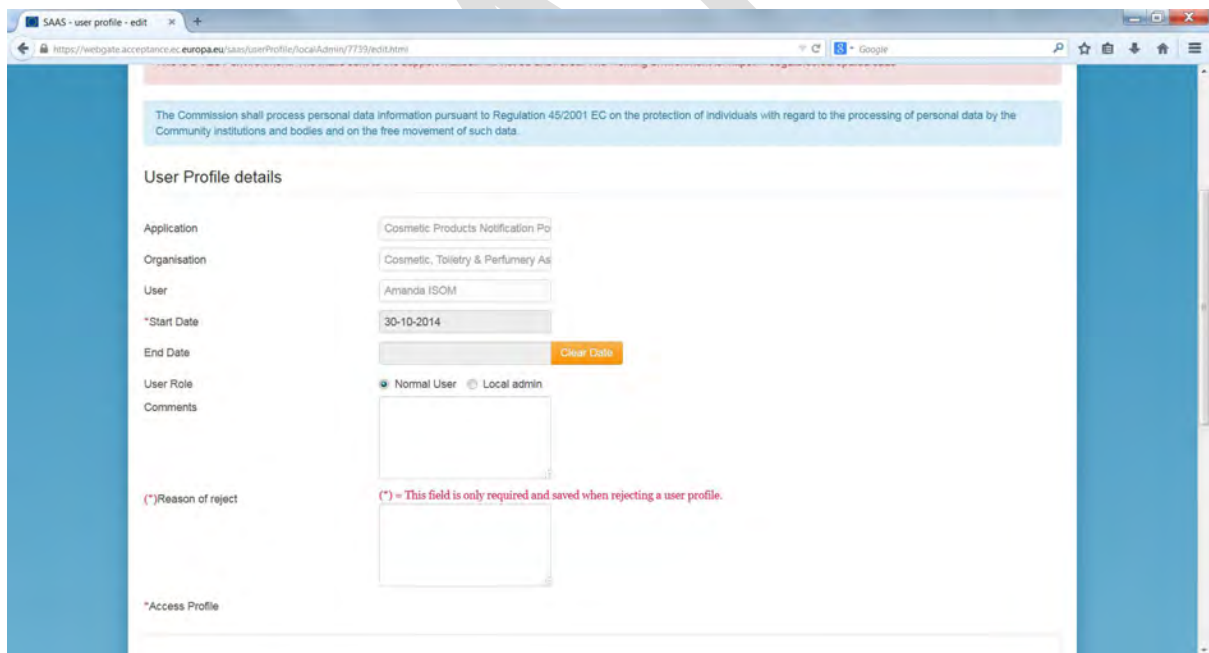 SAAS - user profile - edit
https://webgate.acceptance.ec.europa.eu/saas/userProfile/localAdmin/7739/edit.html
Google
The Commission shall process personal data information pursuant to Regulation 45/2001 EC on the protection of individuals with regard to the processing of personal data by the
Community institutions and bodies and on the free movement of such data.
User Profile details
Application Cosmetic Products Notification Po
Organisation Cosmetic, Toiletry & Perfumery As
User Amanda ISOM
*Start Date 30-10-2014
End Date Clear Date
User Role Normal User Local admin
Comments
(*)Reason of reject (*) = This field is only required and saved when rejecting a user profile.
*Access Profile